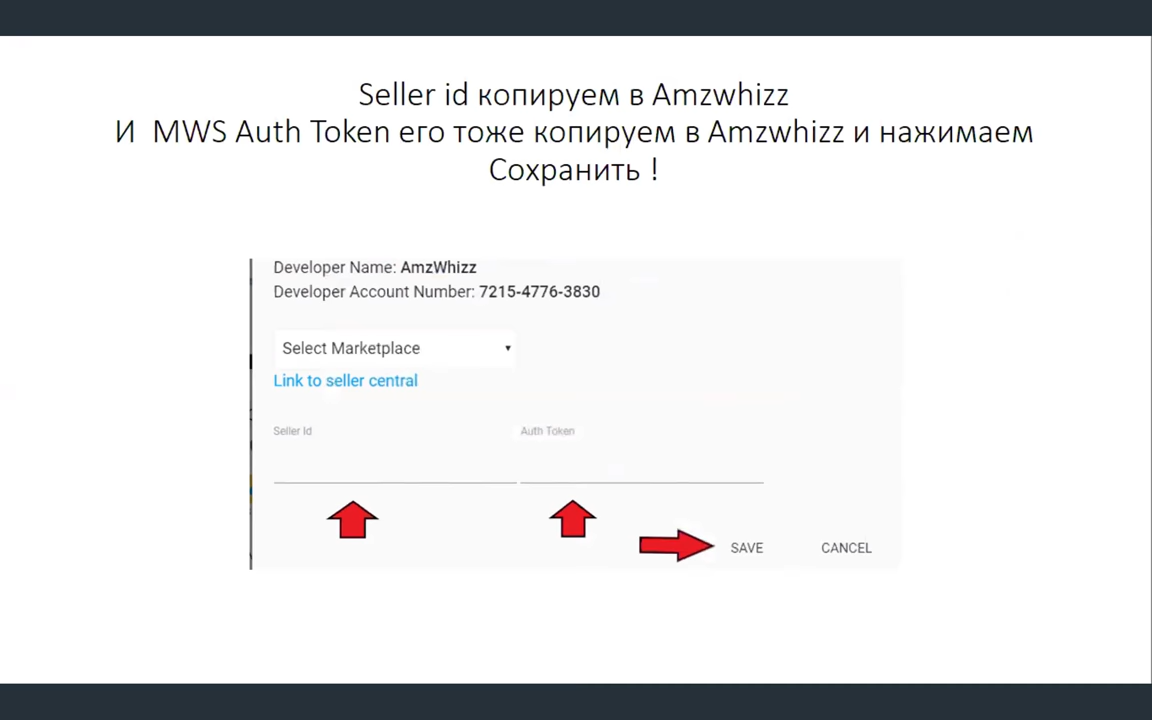 Seller id копируем в Amzwhizz
И MWS Auth Token его тоже копируем в Amzwhizz и нажимаем
Сохранить !
Developer Name: AmzWhizz
Developer Account Number: 7215-4776-3830
Select Marketplace
Link to seller central
Seller Id Auth Token
SAVE CANCEL